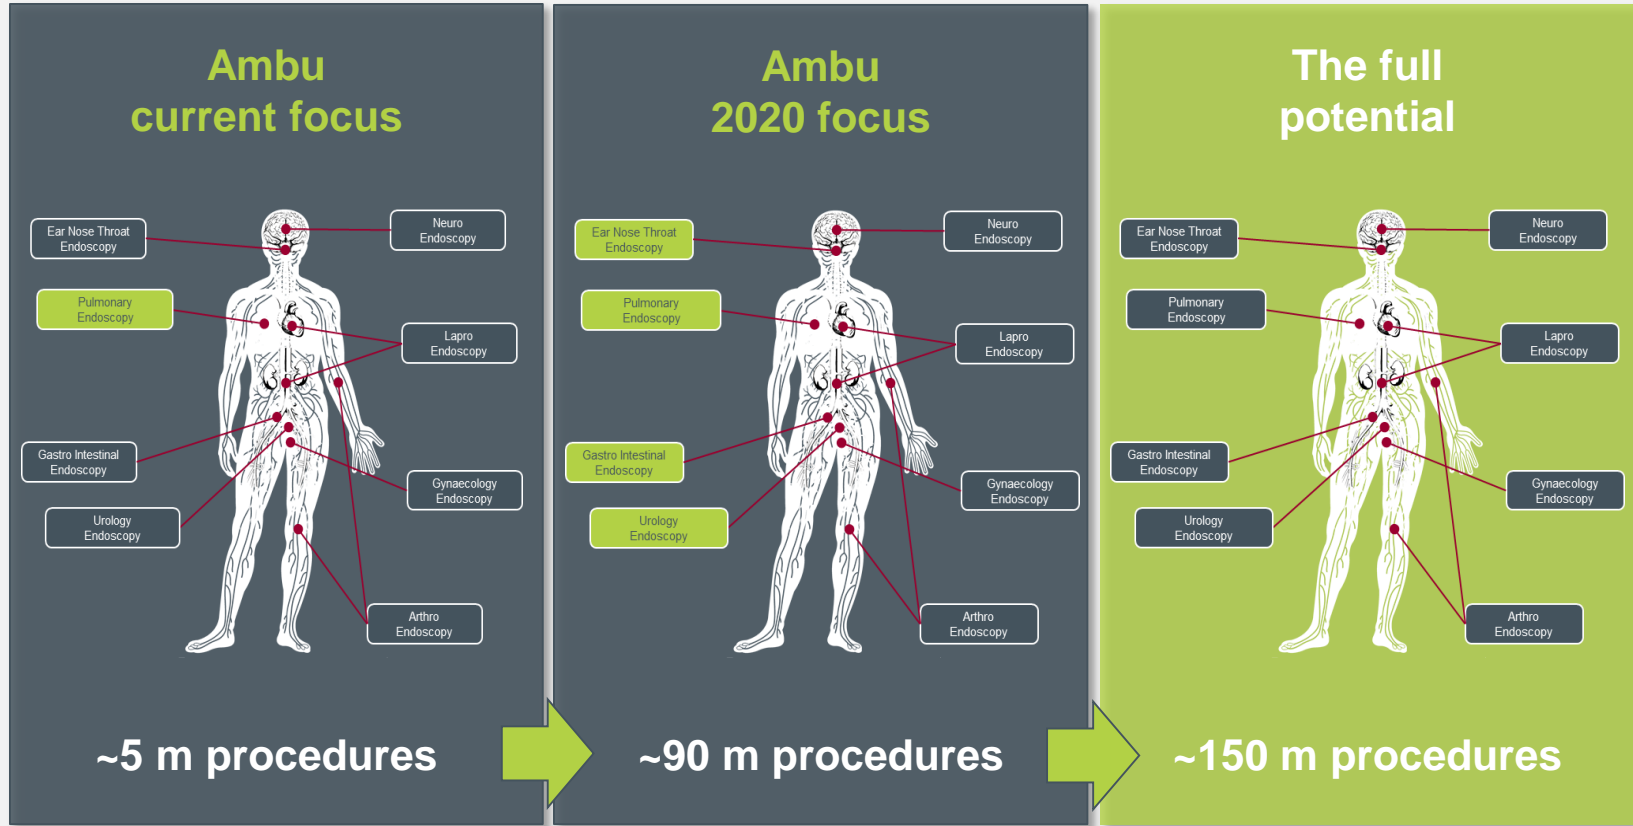 Ambu
current focus
Ear Nose Throat
Endoscopy
Neuro
Endoscopy
Pulmonary
Endoscopy
Lapro
Endoscopy
Gastro Intestinal
Endoscopy
Gynaecology
Endoscopy
Urology
Endoscopy
Arthro
Endoscopy
~5 m procedures
Ambu
2020 focus
Ear Nose Throat
Endoscopy
Neuro
Endoscopy
Pulmonary
Endoscopy
Lapro
Endoscopy
Gastro Intestinal
Endoscopy
Gynaecology
Endoscopy
Urology
Endoscopy
Arthro
Endoscopy
~90 m procedures
The full
potential
Ear Nose Throat
Endoscopy
Neuro
Endoscopy
Pulmonary
Endoscopy
Lapro
Endoscopy
Gastro Intestinal
Endoscopy
Gynaecology
Endoscopy
Urology
Endoscopy
Arthro
Endoscopy
~150 m procedures